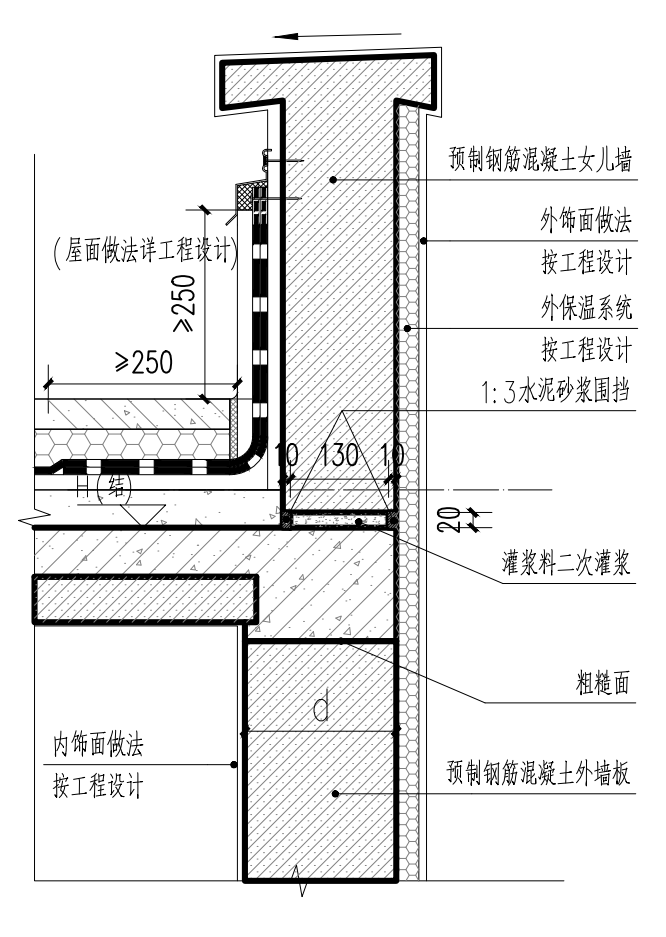 预制钢筋混凝土女儿墙
外饰面做法
(屋面做法详工程设计)
按工程设计
≥250
外保温系统
≥250
按工程设计
1:3水泥砂浆围挡
10 130 10
H(结)
20
灌浆料二次灌浆
粗糙面
d
内饰面做法
按工程设计
预制钢筋混凝土外墙板